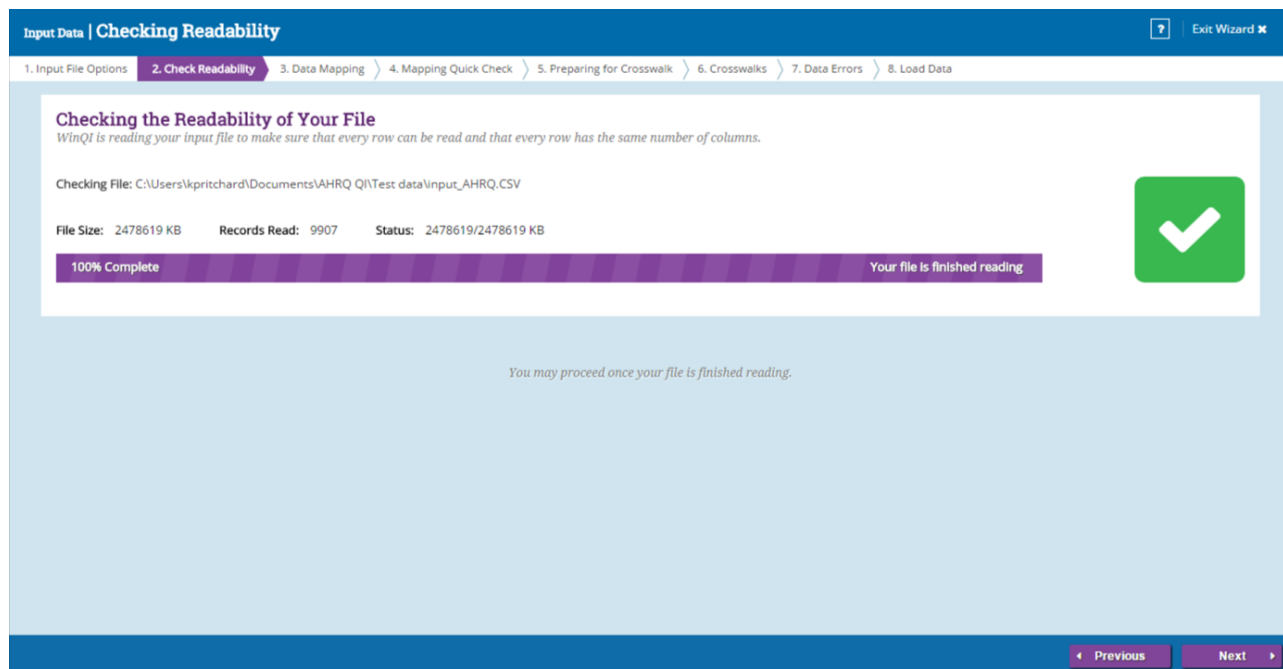 Input Data | Checking Readability
? Exit Wizard ✖
1. Input File Options 2. Check Readability 3. Data Mapping 4. Mapping Quick Check 5. Preparing for Crosswalk 6. Crosswalks 7. Data Errors 8. Load Data
Checking the Readability of Your File
WinQI is reading your input file to make sure that every row can be read and that every row has the same number of columns.
Checking File: C:\Users\kpritchard\Documents\AHRQ QI\Test data\input_AHRQ.CSV
File Size: 2478619 KB Records Read: 9907 Status: 2478619/2478619 KB
100% Complete Your file is finished reading
You may proceed once your file is finished reading.
Previous Next